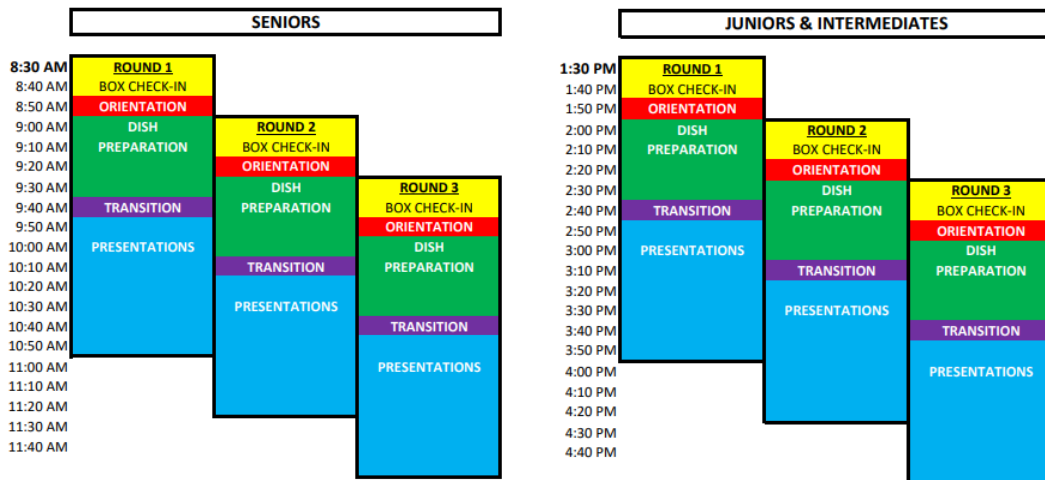 SENIORS
8:30 AM ROUND 1
8:40 AM BOX CHECK-IN
8:50 AM ORIENTATION
9:00 AM DISH ROUND 2
9:10 AM PREPARATION BOX CHECK-IN
9:20 AM ORIENTATION
9:30 AM DISH ROUND 3
9:40 AM TRANSITION PREPARATION BOX CHECK-IN
9:50 AM ORIENTATION
10:00 AM PRESENTATIONS DISH
10:10 AM TRANSITION PREPARATION
10:20 AM
10:30 AM PRESENTATIONS
10:40 AM TRANSITION
10:50 AM
11:00 AM PRESENTATIONS
11:10 AM
11:20 AM
11:30 AM
11:40 AM
JUNIORS & INTERMEDIATES
1:30 PM ROUND 1
1:40 PM BOX CHECK-IN
1:50 PM ORIENTATION
2:00 PM DISH ROUND 2
2:10 PM PREPARATION BOX CHECK-IN
2:20 PM ORIENTATION
2:30 PM DISH ROUND 3
2:40 PM TRANSITION PREPARATION BOX CHECK-IN
2:50 PM ORIENTATION
3:00 PM PRESENTATIONS DISH
3:10 PM TRANSITION PREPARATION
3:20 PM
3:30 PM PRESENTATIONS
3:40 PM TRANSITION
3:50 PM
4:00 PM PRESENTATIONS
4:10 PM
4:20 PM
4:30 PM
4:40 PM